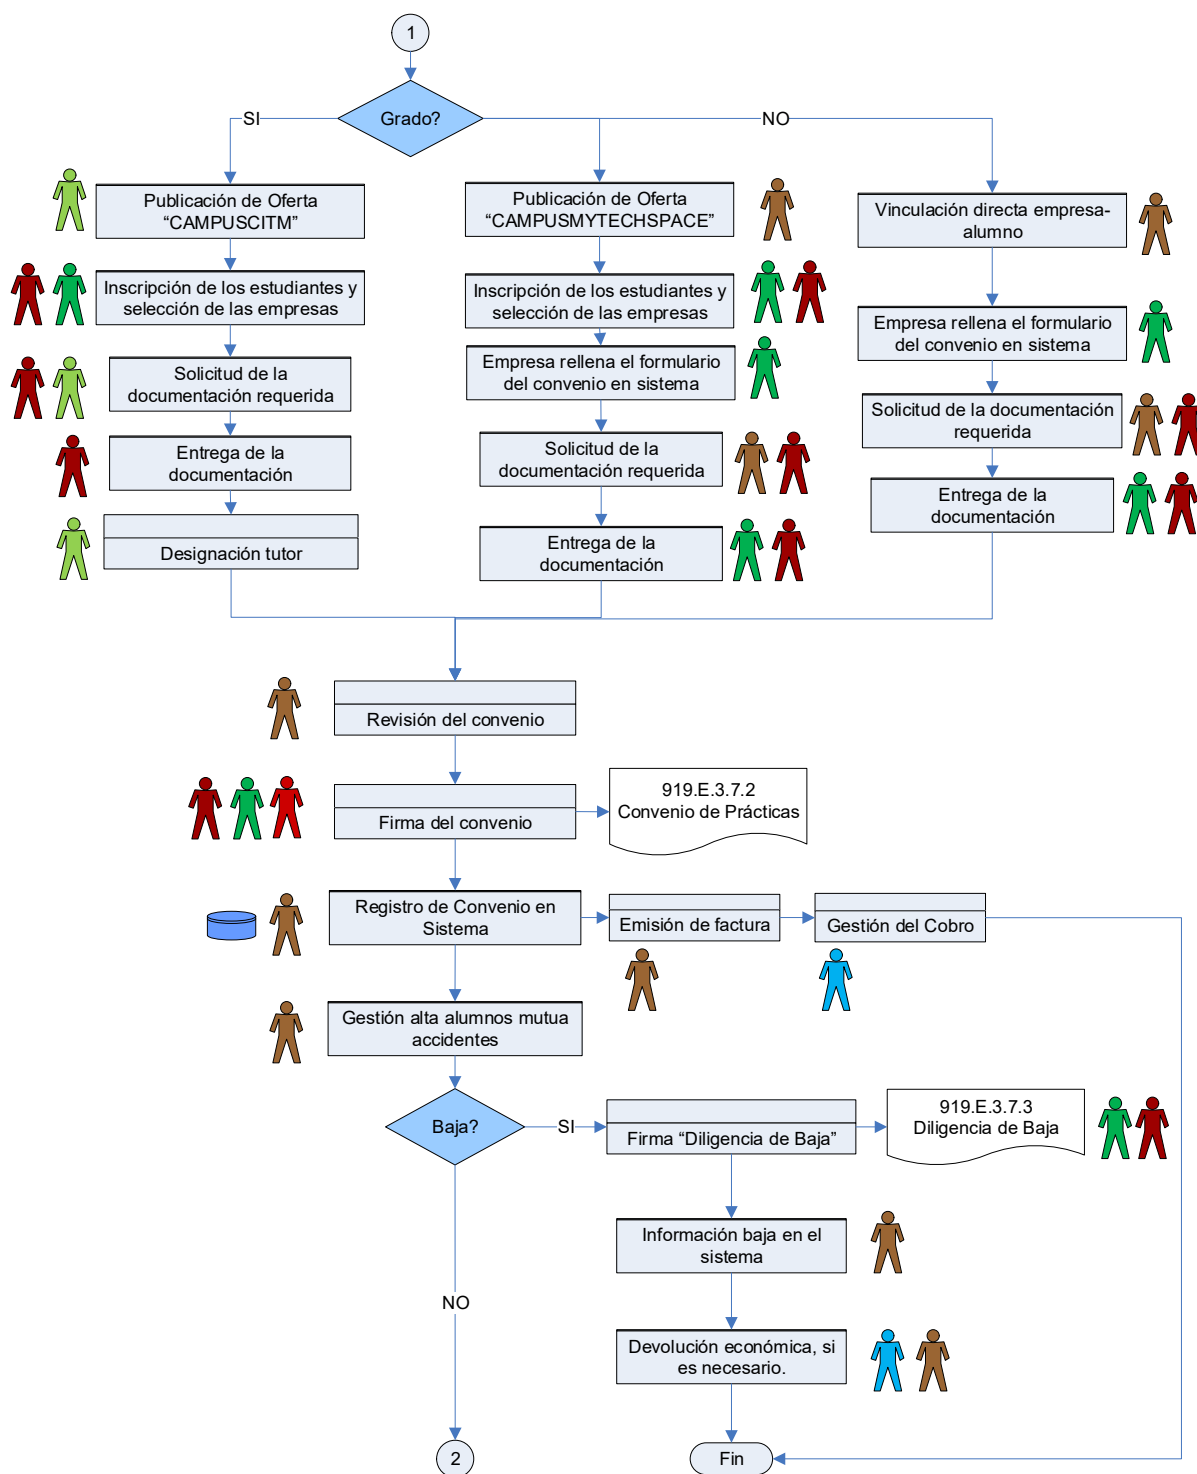 1
Grado?
SI
NO
Publicación de Oferta
“CAMPUSCITM”
Inscripción de los estudiantes y
selección de las empresas
Solicitud de la
documentación requerida
Entrega de la
documentación
Designación tutor
Publicación de Oferta
“CAMPUSMYTECHSPACE”
Inscripción de los estudiantes y
selección de las empresas
Empresa rellena el formulario
del convenio en sistema
Solicitud de la
documentación requerida
Entrega de la
documentación
Vinculación directa empresa-
alumno
Empresa rellena el formulario
del convenio en sistema
Solicitud de la documentación
requerida
Entrega de la
documentación
Revisión del convenio
Firma del convenio
919.E.3.7.2
Convenio de Prácticas
Registro de Convenio en
Sistema
Emisión de factura
Gestión del Cobro
Gestión alta alumnos mutua
accidentes
Baja?
SI
Firma “Diligencia de Baja”
919.E.3.7.3
Diligencia de Baja
Información baja en el
sistema
NO
Devolución económica, si
es necesario.
2
Fin